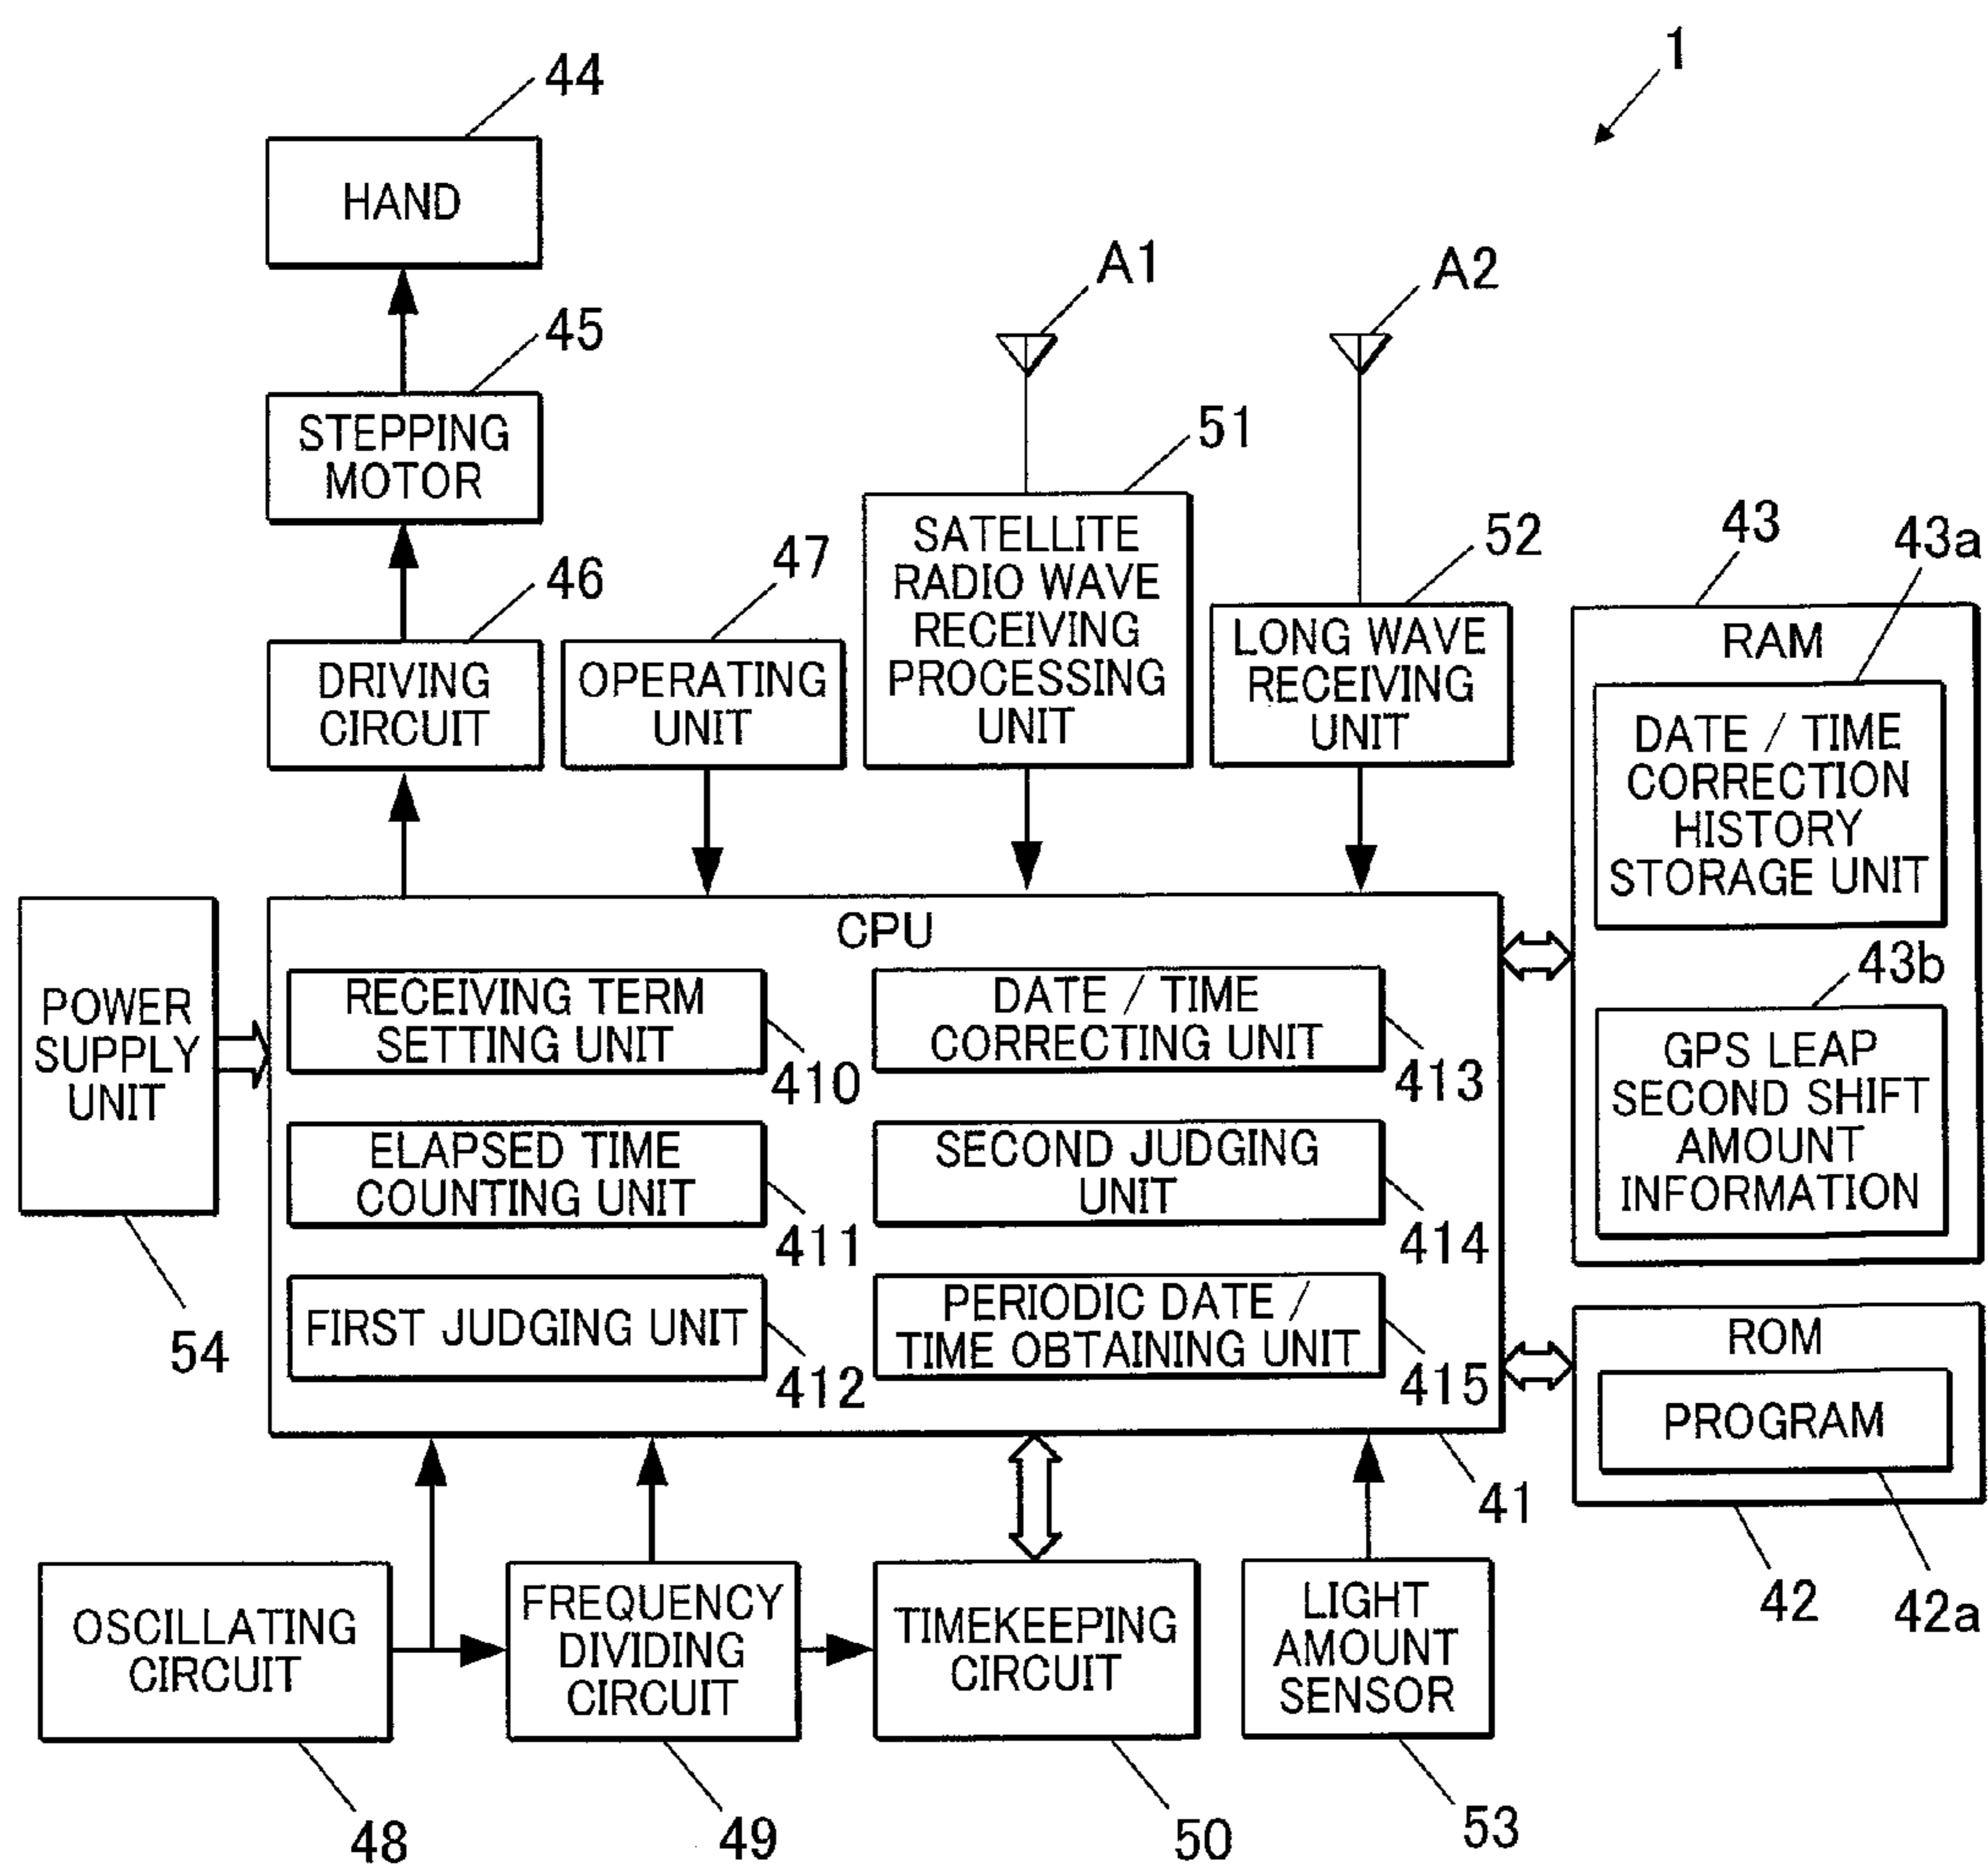 1
44
HAND
A1
A2
45
STEPPING
MOTOR
51
SATELLITE
RADIO WAVE
RECEIVING
PROCESSING
UNIT
52
LONG WAVE
RECEIVING
UNIT
46
DRIVING
CIRCUIT
47
OPERATING
UNIT
43
43a
RAM
DATE / TIME
CORRECTION
HISTORY
STORAGE UNIT
43b
GPS LEAP
SECOND SHIFT
AMOUNT
INFORMATION
POWER
SUPPLY
UNIT
54
CPU
RECEIVING TERM
SETTING UNIT
410
DATE / TIME
CORRECTING UNIT
413
ELAPSED TIME
COUNTING UNIT
411
SECOND JUDGING
UNIT
414
FIRST JUDGING UNIT
412
PERIODIC DATE /
TIME OBTAINING UNIT
415
41
ROM
PROGRAM
42
42a
OSCILLATING
CIRCUIT
48
FREQUENCY
DIVIDING
CIRCUIT
49
TIMEKEEPING
CIRCUIT
50
LIGHT
AMOUNT
SENSOR
53